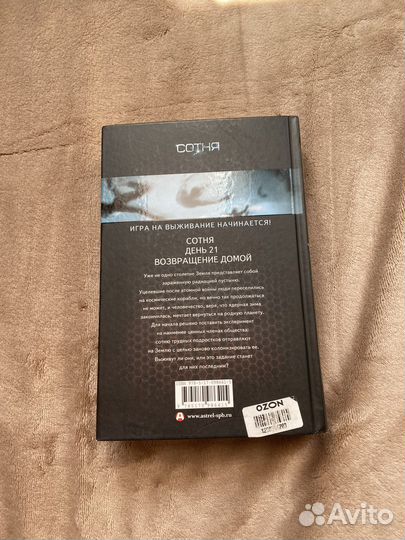 СОТНЯ
ИГРА НА ВЫЖИВАНИЕ НАЧИНАЕТСЯ!
СОТНЯ
ДЕНЬ 21
ВОЗВРАЩЕНИЕ ДОМОЙ
Уже не одно столетие Земля представляет собой
зараженную радиацией пустыню.
Уцелевшие после атомной войны люди переселились
на космические корабли, но вечно так продолжаться
не может, и человечество, веря, что ядерная зима
закончилась, мечтает вернуться на родную планету.
Для начала решено поставить эксперимент
на наименее ценных членах общества:
сотню трудных подростков отправляют
на Землю с целью заново колонизировать ее.
Выживут ли они, или это задание станет
для них последним?
www.astrel-spb.ru
OZON
Avito